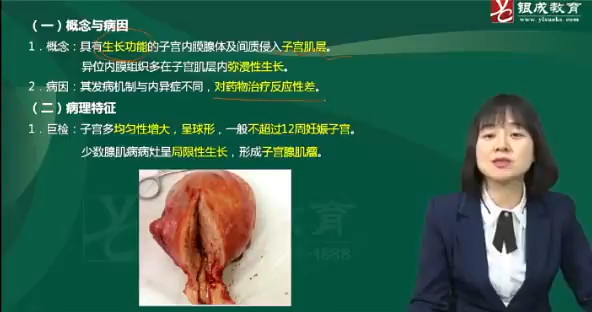 银成教育
www.yixueks.com
（一）概念与病因
1．概念：具有生长功能的子宫内膜腺体及间质侵入子宫肌层。
异位内膜组织多在子宫肌层内弥漫性生长。
2．病因：其发病机制与内异症不同，对药物治疗反应性差。
（二）病理特征
1．巨检：子宫多均匀性增大，呈球形，一般不超过12周妊娠子宫。
少数腺肌病病灶呈局限性生长，形成子宫腺肌瘤。